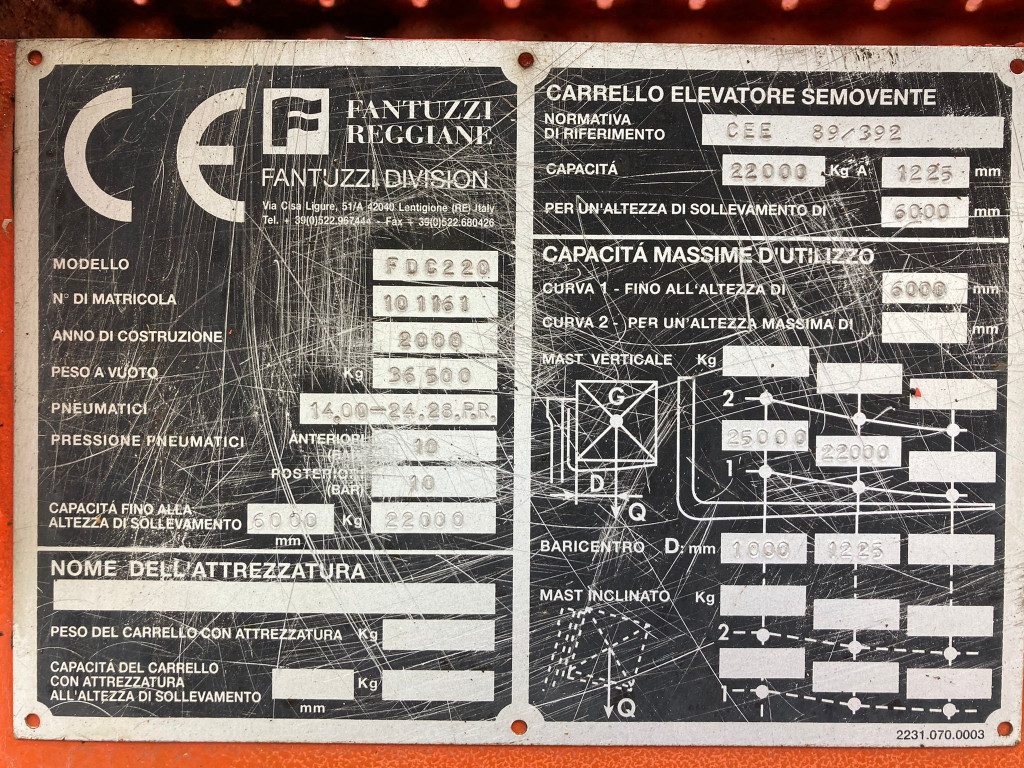 CE
FANTUZZI
REGGIANE
FANTUZZI DIVISION
Via Cisa Ligure, 51/A 42040 Lentigione (RE) Italy
Tel. + 39(0)522.967444 - Fax + 39(0)522.680426
MODELLO FDC220
N° DI MATRICOLA 101161
ANNO DI COSTRUZIONE 2000
PESO A VUOTO Kg 36500
PNEUMATICI 14.00-24.28.P.R.
PRESSIONE PNEUMATICI ANTERIORI (BAR) 10
POSTERIORI (BAR) 10
CAPACITÁ FINO ALLA
ALTEZZA DI SOLLEVAMENTO 6000 Kg 22000
mm
NOME DELL'ATTREZZATURA
PESO DEL CARRELLO CON ATTREZZATURA Kg
CAPACITÁ DEL CARRELLO
CON ATTREZZATURA Kg
ALL'ALTEZZA DI SOLLEVAMENTO mm
CARRELLO ELEVATORE SEMOVENTE
NORMATIVA
DI RIFERIMENTO CEE 89/392
CAPACITÁ 22000 Kg A: 1225 mm
PER UN'ALTEZZA DI SOLLEVAMENTO DI 6000 mm
CAPACITÁ MASSIME D'UTILIZZO
CURVA 1 - FINO ALL'ALTEZZA DI 6000 mm
CURVA 2 - PER UN'ALTEZZA MASSIMA DI mm
MAST VERTICALE Kg
G
2
25000 22000
1
D
Q
BARICENTRO D: mm 1000 1225
MAST INCLINATO Kg
2
1
Q
2231.070.0003